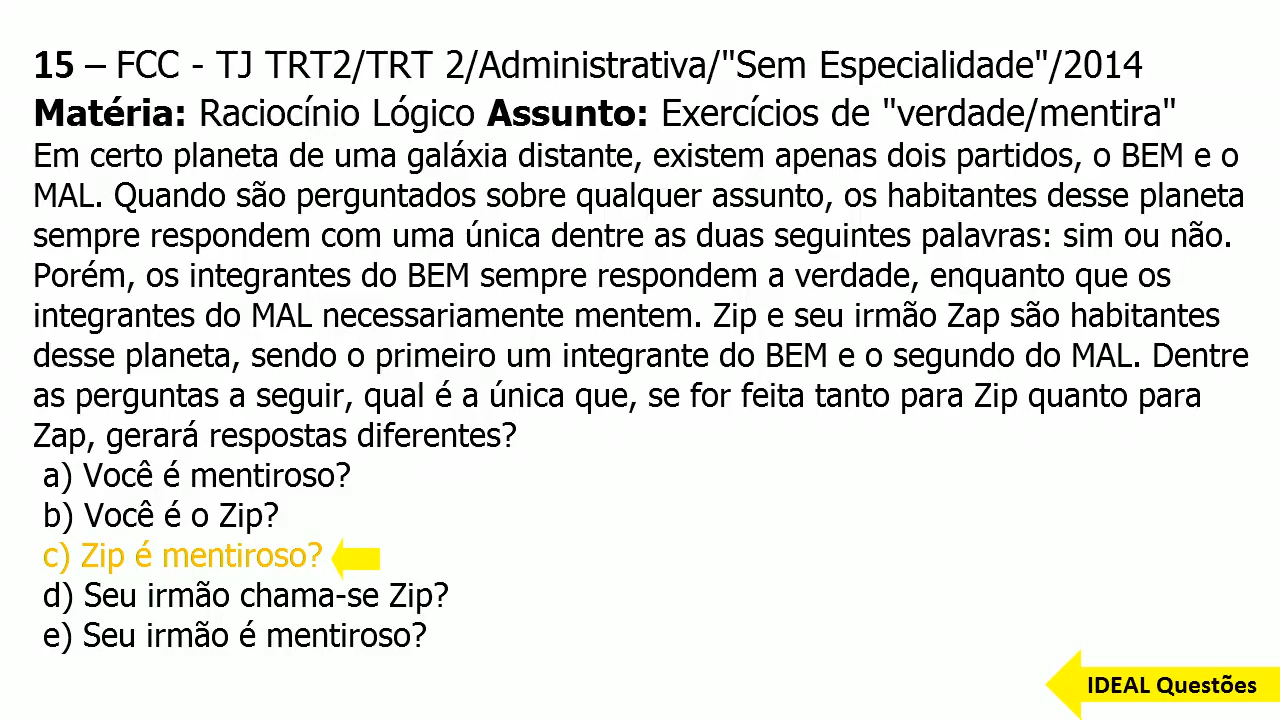 15 – FCC - TJ TRT2/TRT 2/Administrativa/"Sem Especialidade"/2014
Matéria: Raciocínio Lógico Assunto: Exercícios de "verdade/mentira"
Em certo planeta de uma galáxia distante, existem apenas dois partidos, o BEM e o
MAL. Quando são perguntados sobre qualquer assunto, os habitantes desse planeta
sempre respondem com uma única dentre as duas seguintes palavras: sim ou não.
Porém, os integrantes do BEM sempre respondem a verdade, enquanto que os
integrantes do MAL necessariamente mentem. Zip e seu irmão Zap são habitantes
desse planeta, sendo o primeiro um integrante do BEM e o segundo do MAL. Dentre
as perguntas a seguir, qual é a única que, se for feita tanto para Zip quanto para
Zap, gerará respostas diferentes?
a) Você é mentiroso?
b) Você é o Zip?
c) Zip é mentiroso?
d) Seu irmão chama-se Zip?
e) Seu irmão é mentiroso?
IDEAL Questões